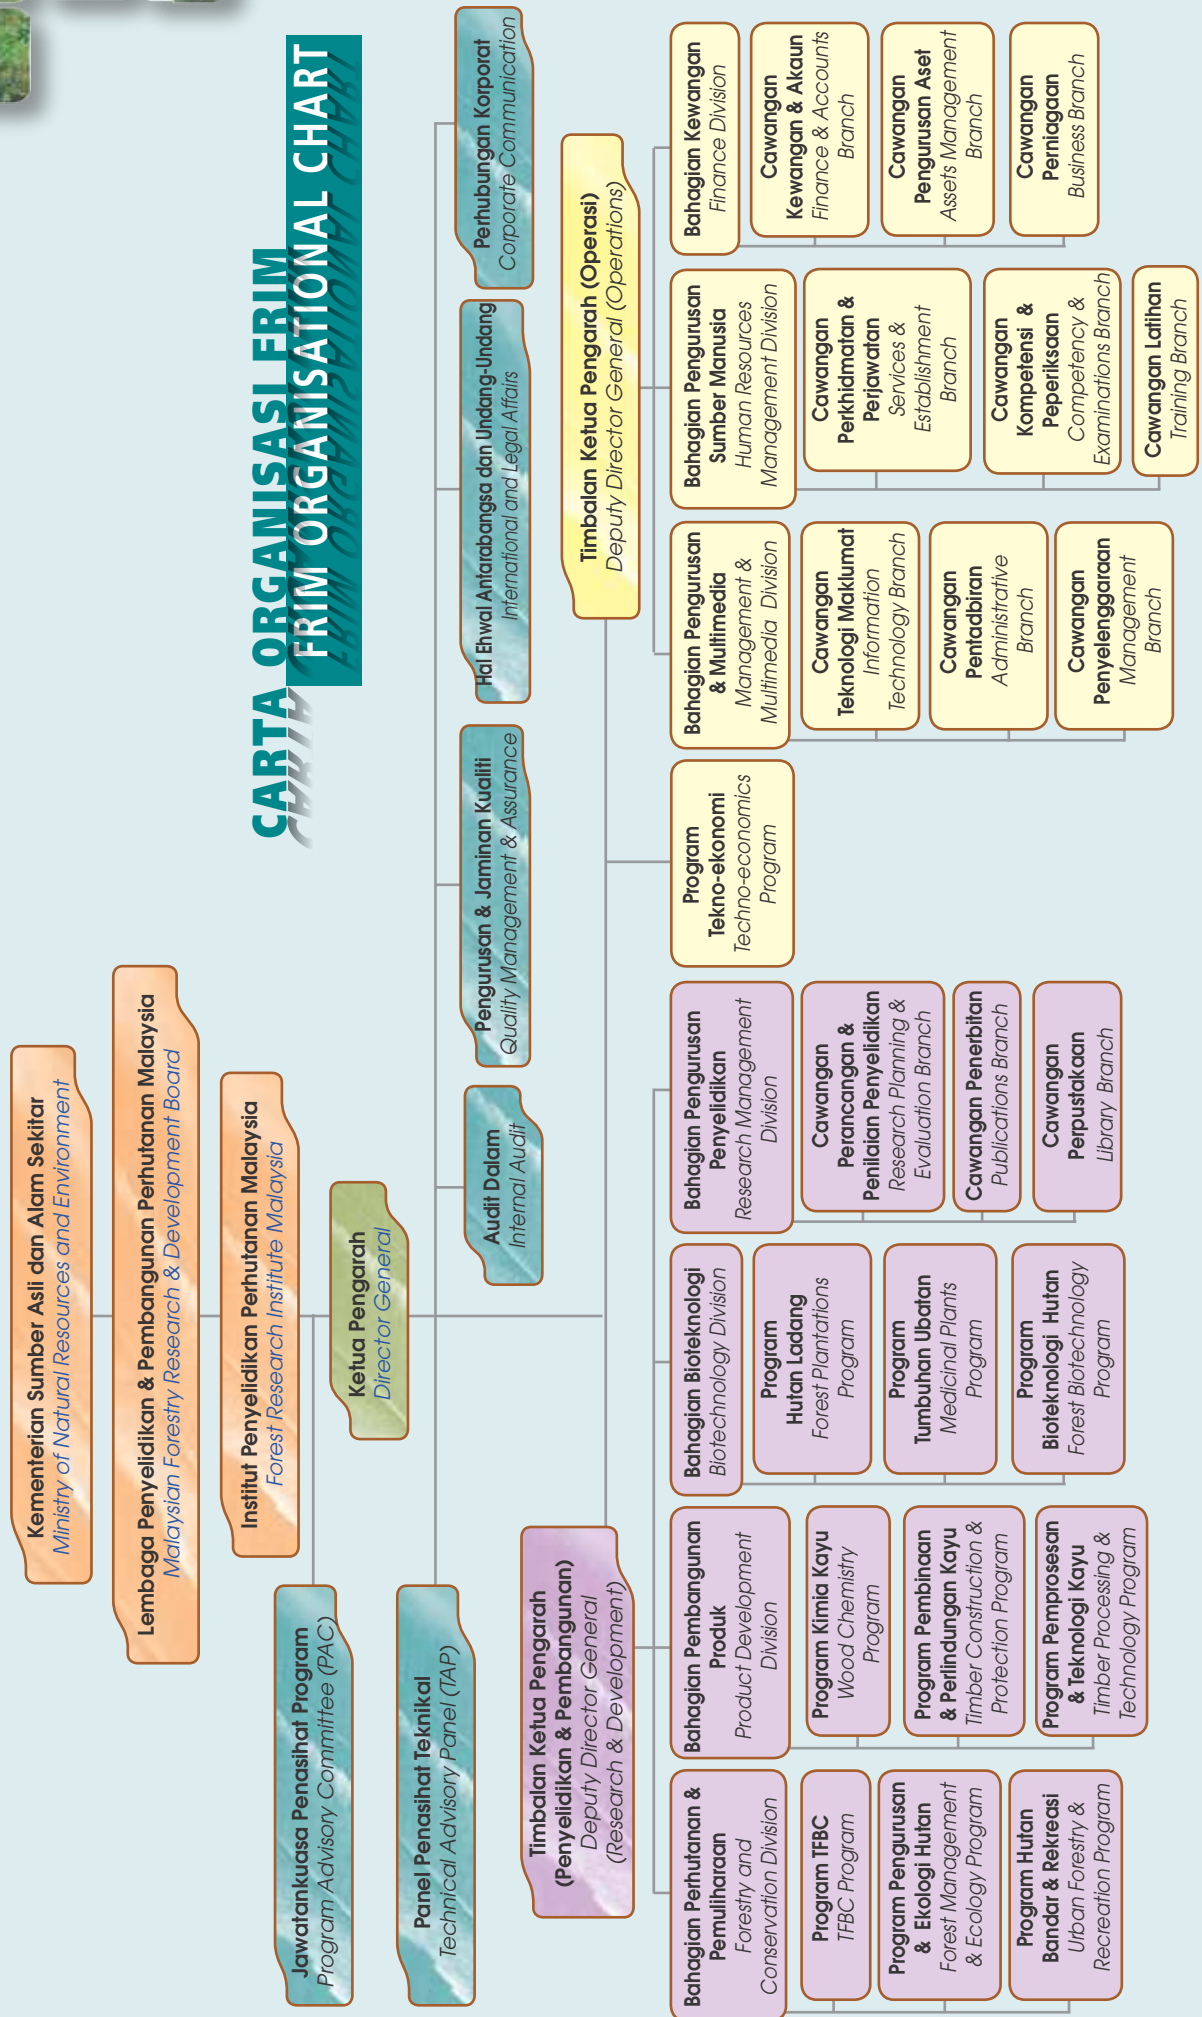 CARTA ORGANISASI FRIM
FRIM ORGANISATIONAL CHART
Kementerian Sumber Asli dan Alam Sekitar
Ministry of Natural Resources and Environment
Lembaga Penyelidikan & Pembangunan Perhutanan Malaysia
Malaysian Forestry Research & Development Board
Institut Penyelidikan Perhutanan Malaysia
Forest Research Institute Malaysia
Jawatankuasa Penasihat Program
Program Advisory Committee (PAC)
Ketua Pengarah
Director General
Panel Penasihat Teknikal
Technical Advisory Panel (TAP)
Audit Dalam
Internal Audit
Pengurusan & Jaminan Kualiti
Quality Management & Assurance
Hal Ehwal Antarabangsa dan Undang-Undang
International and Legal Affairs
Perhubungan Korporat
Corporate Communication
Timbalan Ketua Pengarah
(Penyelidikan & Pembangunan)
Deputy Director General
(Research & Development)
Timbalan Ketua Pengarah (Operasi)
Deputy Director General (Operations)
Bahagian Perhutanan &
Pemuliharaan
Forestry and
Conservation Division
Program TFBC
TFBC Program
Program Pengurusan
& Ekologi Hutan
Forest Management
& Ecology Program
Program Hutan
Bandar & Rekreasi
Urban Forestry &
Recreation Program
Bahagian Pembangunan
Produk
Product Development
Division
Program Kimia Kayu
Wood Chemistry
Program
Program Pembinaan
& Perlindungan Kayu
Timber Construction &
Protection Program
Program Pemprosesan
& Teknologi Kayu
Timber Processing &
Technology Program
Bahagian Bioteknologi
Biotechnology Division
Program
Hutan Ladang
Forest Plantations
Program
Program
Tumbuhan Ubatan
Medicinal Plants
Program
Program
Bioteknologi Hutan
Forest Biotechnology
Program
Bahagian Pengurusan
Penyelidikan
Research Management
Division
Cawangan
Perancangan &
Penilaian Penyelidikan
Research Planning &
Evaluation Branch
Cawangan Penerbitan
Publications Branch
Cawangan
Perpustakaan
Library Branch
Program
Tekno-ekonomi
Techno-economics
Program
Bahagian Pengurusan
& Multimedia
Management &
Multimedia Division
Cawangan
Teknologi Maklumat
Information
Technology Branch
Cawangan
Pentadbiran
Administrative
Branch
Cawangan
Penyelenggaraan
Management
Branch
Bahagian Pengurusan
Sumber Manusia
Human Resources
Management Division
Cawangan
Perkhidmatan &
Perjawatan
Services &
Establishment
Branch
Cawangan
Kompetensi &
Peperiksaan
Competency &
Examinations Branch
Cawangan Latihan
Training Branch
Bahagian Kewangan
Finance Division
Cawangan
Kewangan & Akaun
Finance & Accounts
Branch
Cawangan
Pengurusan Aset
Assets Management
Branch
Cawangan
Perniagaan
Business Branch